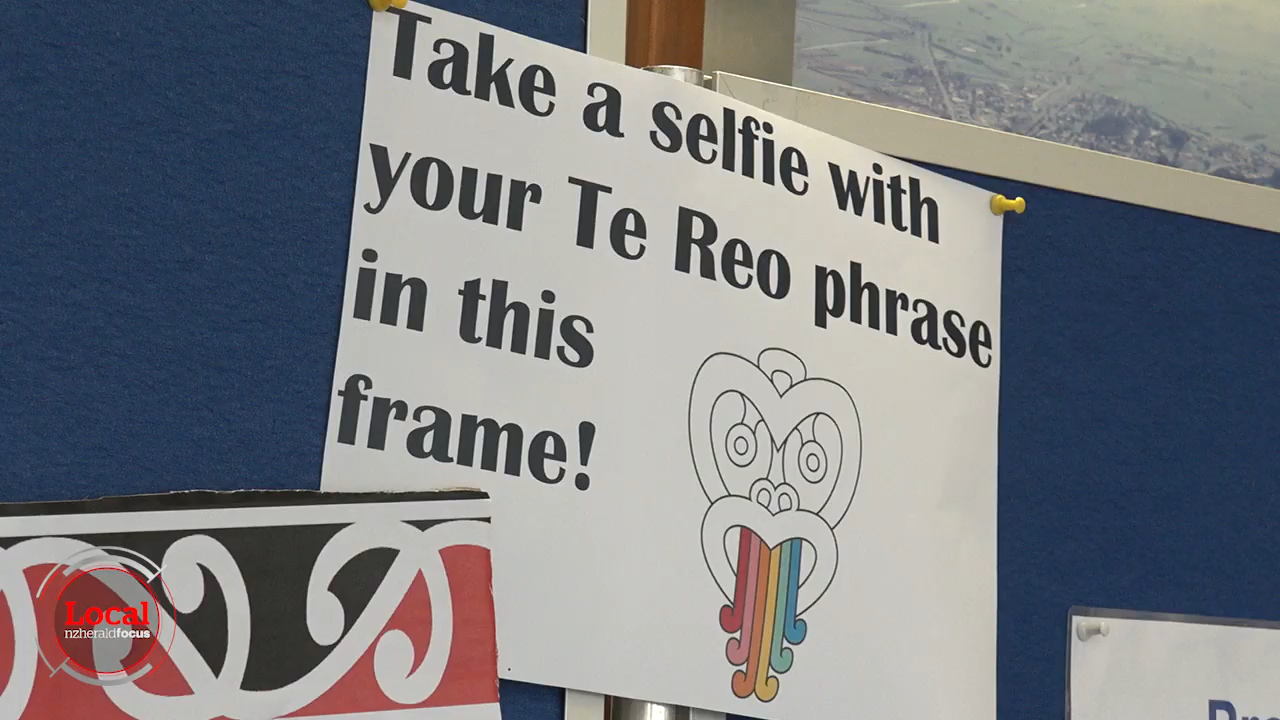 Take a selfie with
your Te Reo phrase
in this
frame!
Local
nzheraldfocus